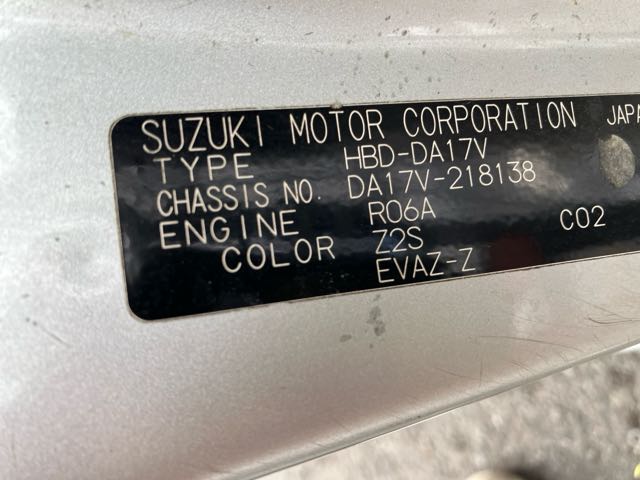 SUZUKI MOTOR CORPORATION JAPA
TYPE HBD-DA17V
CHASSIS NO. DA17V-218138
ENGINE R06A
COLOR Z2S C02
EVAZ-Z